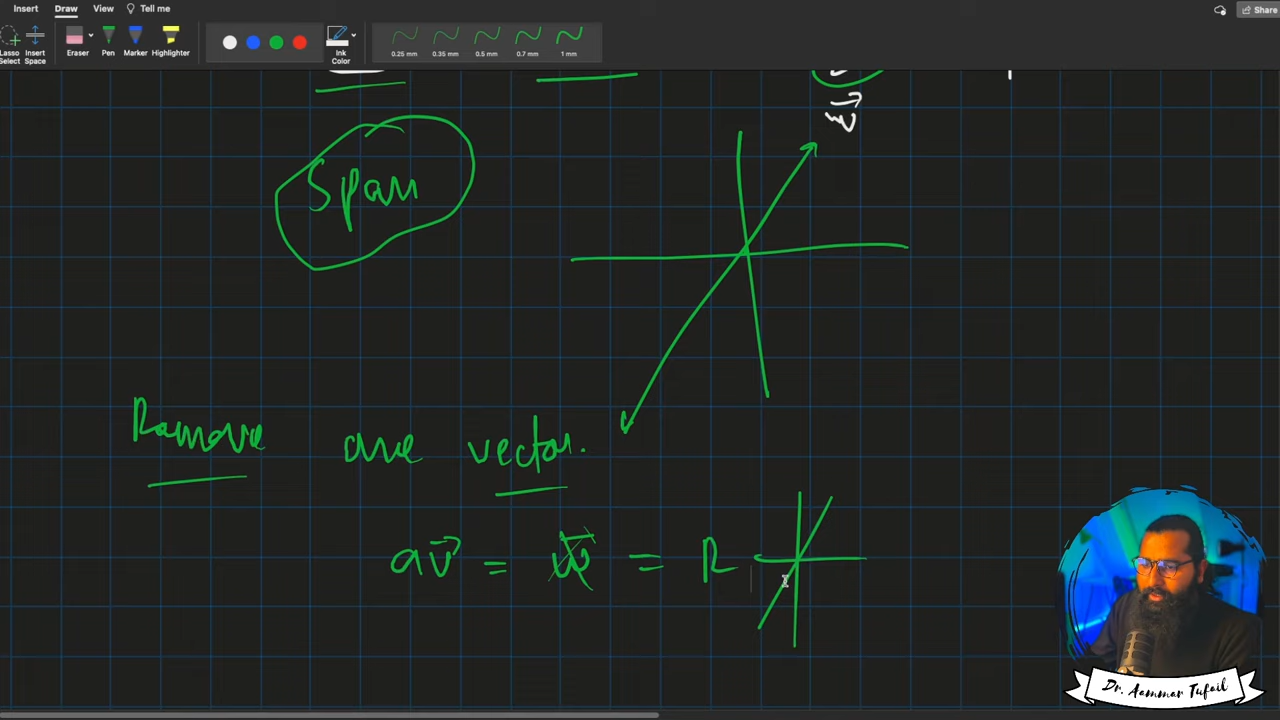 Insert Draw View Tell me
Share
Lasso Select
Insert Space
Eraser
Pen
Marker
Highlighter
Ink Color
0.25 mm 0.35 mm 0.5 mm 0.7 mm 1 mm
w
Span
Remove one vector.
av = w = R
Dr. Aammar Tufail